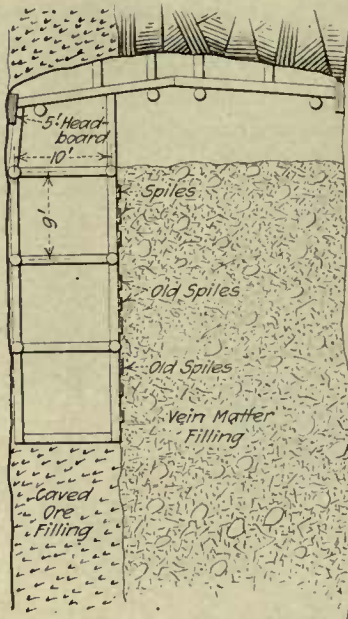 5' Head-
board
10'
9'
Spiles
Old Spiles
Old Spiles
Vein Matter
Filling
Caved
Ore
Filling